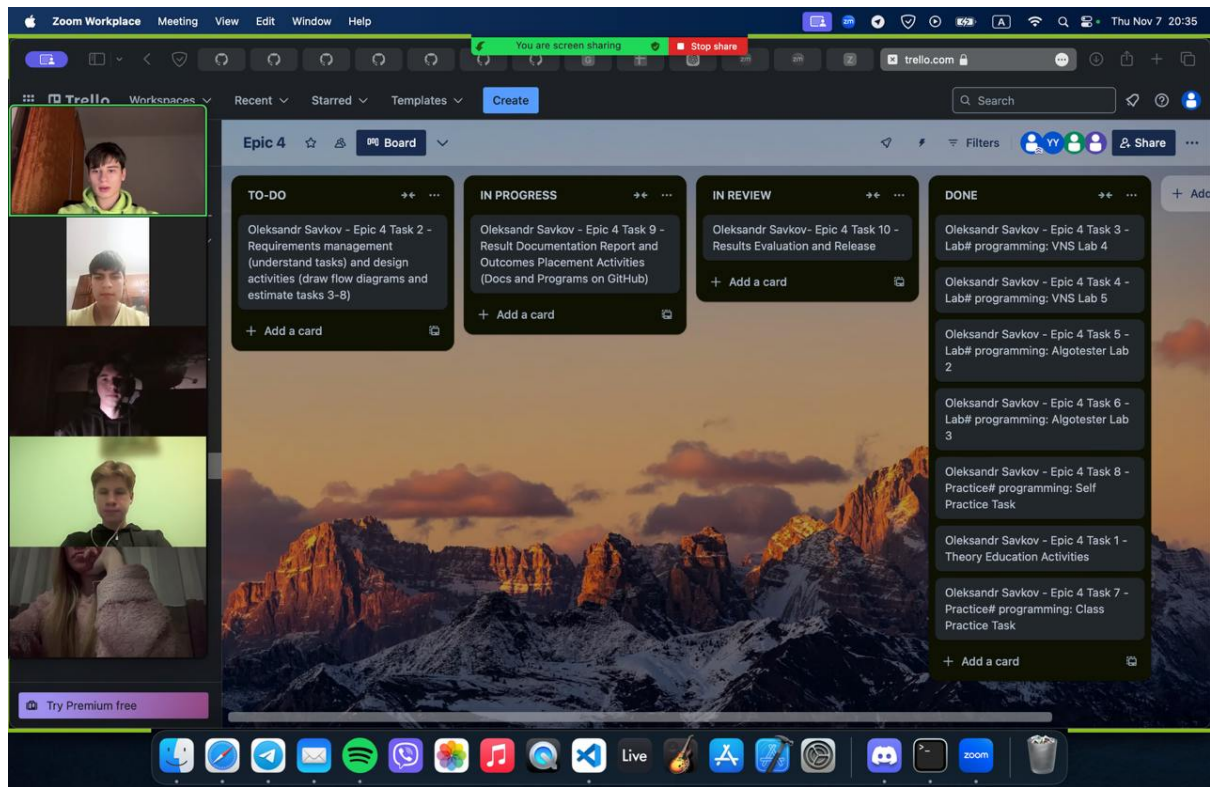 Zoom Workplace Meeting View Edit Window Help
zm A Thu Nov 7 20:35
You are screen sharing Stop share
G zm zm Z trello.com
Trello Workspaces Recent Starred Templates Create Search
Epic 4 Board Filters YY Share
TO-DO
Oleksandr Savkov - Epic 4 Task 2 -
Requirements management
(understand tasks) and design
activities (draw flow diagrams and
estimate tasks 3-8)
+ Add a card
IN PROGRESS
Oleksandr Savkov - Epic 4 Task 9 -
Result Documentation Report and
Outcomes Placement Activities
(Docs and Programs on GitHub)
+ Add a card
IN REVIEW
Oleksandr Savkov- Epic 4 Task 10 -
Results Evaluation and Release
+ Add a card
DONE
Oleksandr Savkov - Epic 4 Task 3 -
Lab# programming: VNS Lab 4
Oleksandr Savkov - Epic 4 Task 4 -
Lab# programming: VNS Lab 5
Oleksandr Savkov - Epic 4 Task 5 -
Lab# programming: Algotester Lab
2
Oleksandr Savkov - Epic 4 Task 6 -
Lab# programming: Algotester Lab
3
Oleksandr Savkov - Epic 4 Task 8 -
Practice# programming: Self
Practice Task
Oleksandr Savkov - Epic 4 Task 1 -
Theory Education Activities
Oleksandr Savkov - Epic 4 Task 7 -
Practice# programming: Class
Practice Task
+ Add a card
+ Add
Try Premium free
Live
zoom